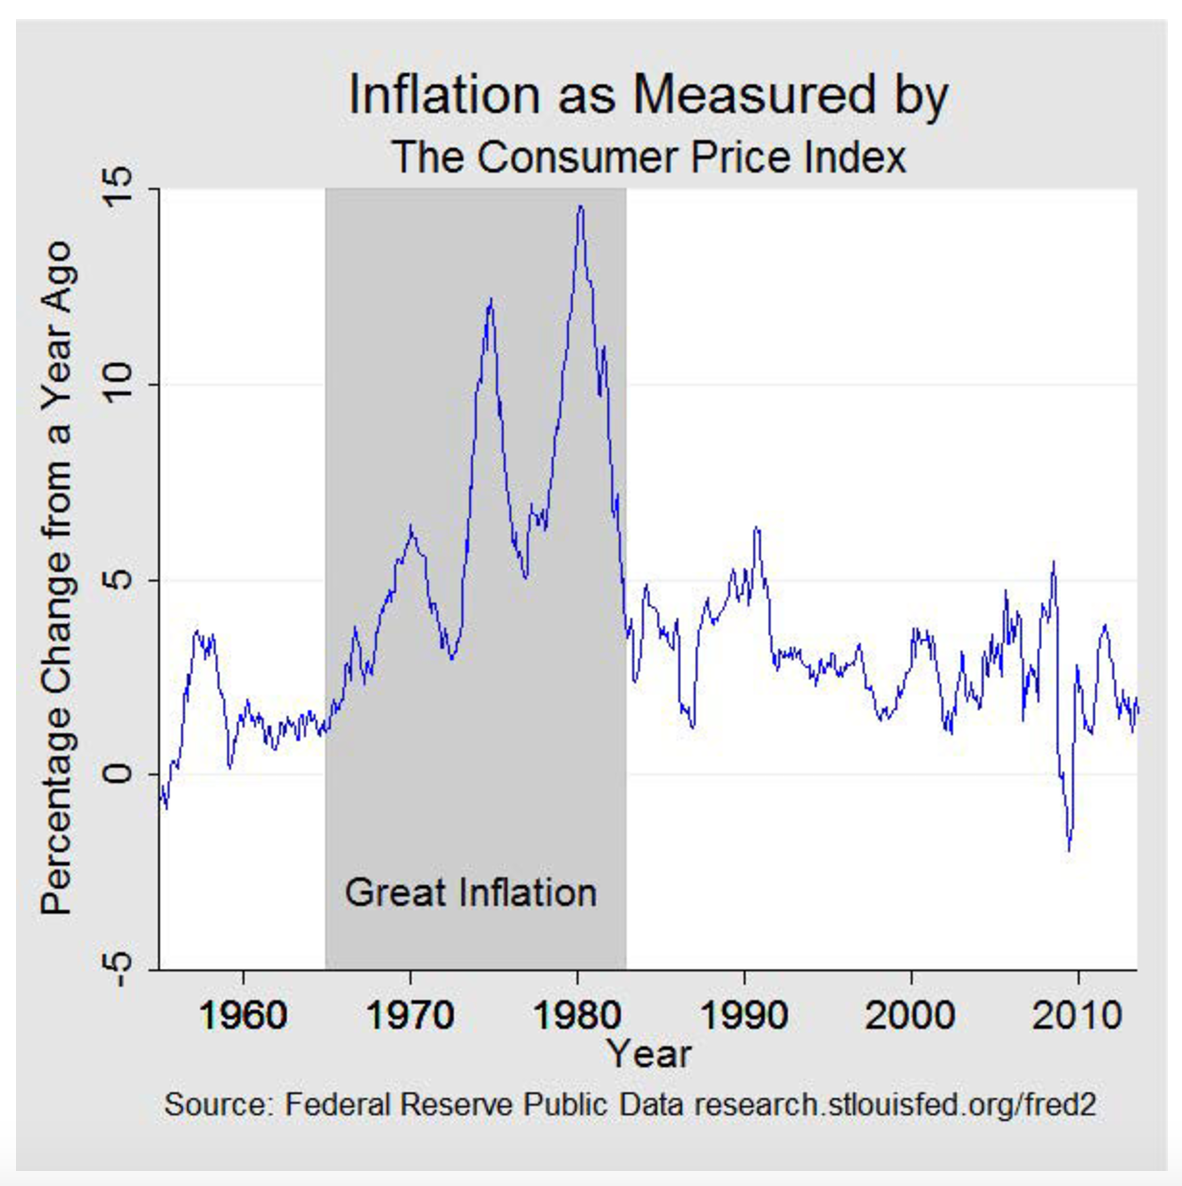 Inflation as Measured by
The Consumer Price Index
Percentage Change from a Year Ago
15
10
5
0
-5
Great Inflation
1960 1970 1980 1990 2000 2010
Year
Source: Federal Reserve Public Data research.stlouisfed.org/fred2